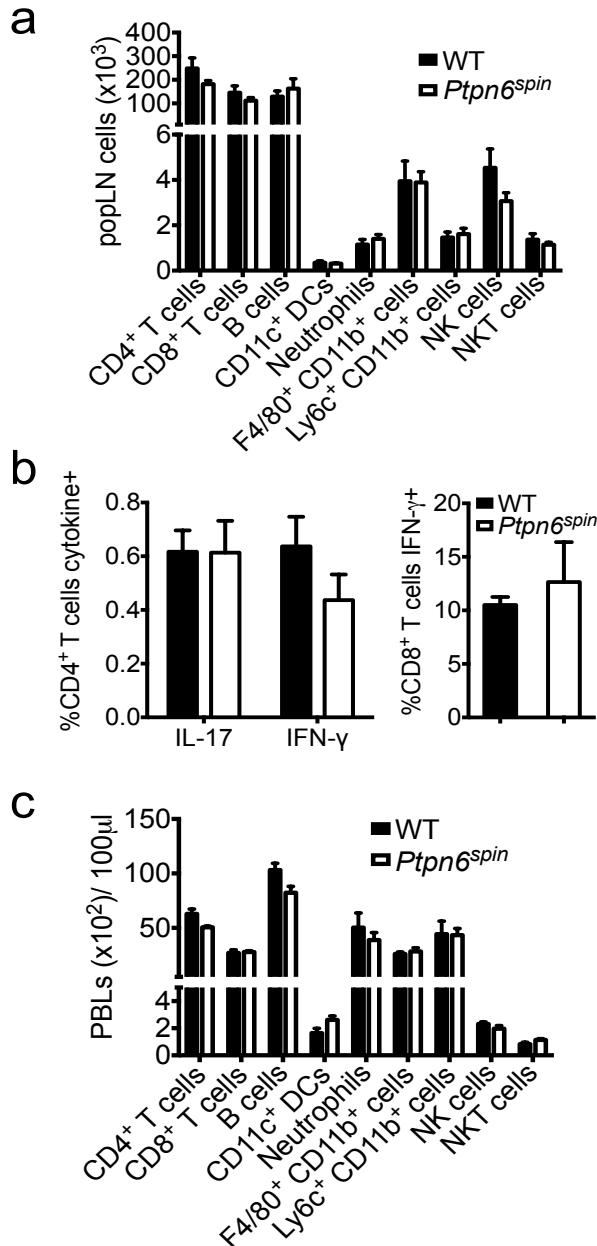 a
popLN cells (x10³)
400
300
200
100
6
4
2
0
WT
Ptpn6ˢᵖⁱⁿ
CD4⁺ T cells
CD8⁺ T cells
B cells
CD11c⁺ DCs
Neutrophils
F4/80⁺ CD11b⁺ cells
Ly6c⁺ CD11b⁺ cells
NK cells
NKT cells
b
%CD4⁺ T cells cytokine+
0.8
0.6
0.4
0.2
0.0
IL-17
IFN-γ
%CD8⁺ T cells IFN-γ+
20
15
10
5
0
WT
Ptpn6ˢᵖⁱⁿ
c
PBLs (x10²)/ 100µl
150
100
50
4
2
0
WT
Ptpn6ˢᵖⁱⁿ
CD4⁺ T cells
CD8⁺ T cells
B cells
CD11c⁺ DCs
Neutrophils
F4/80⁺ CD11b⁺ cells
Ly6c⁺ CD11b⁺ cells
NK cells
NKT cells